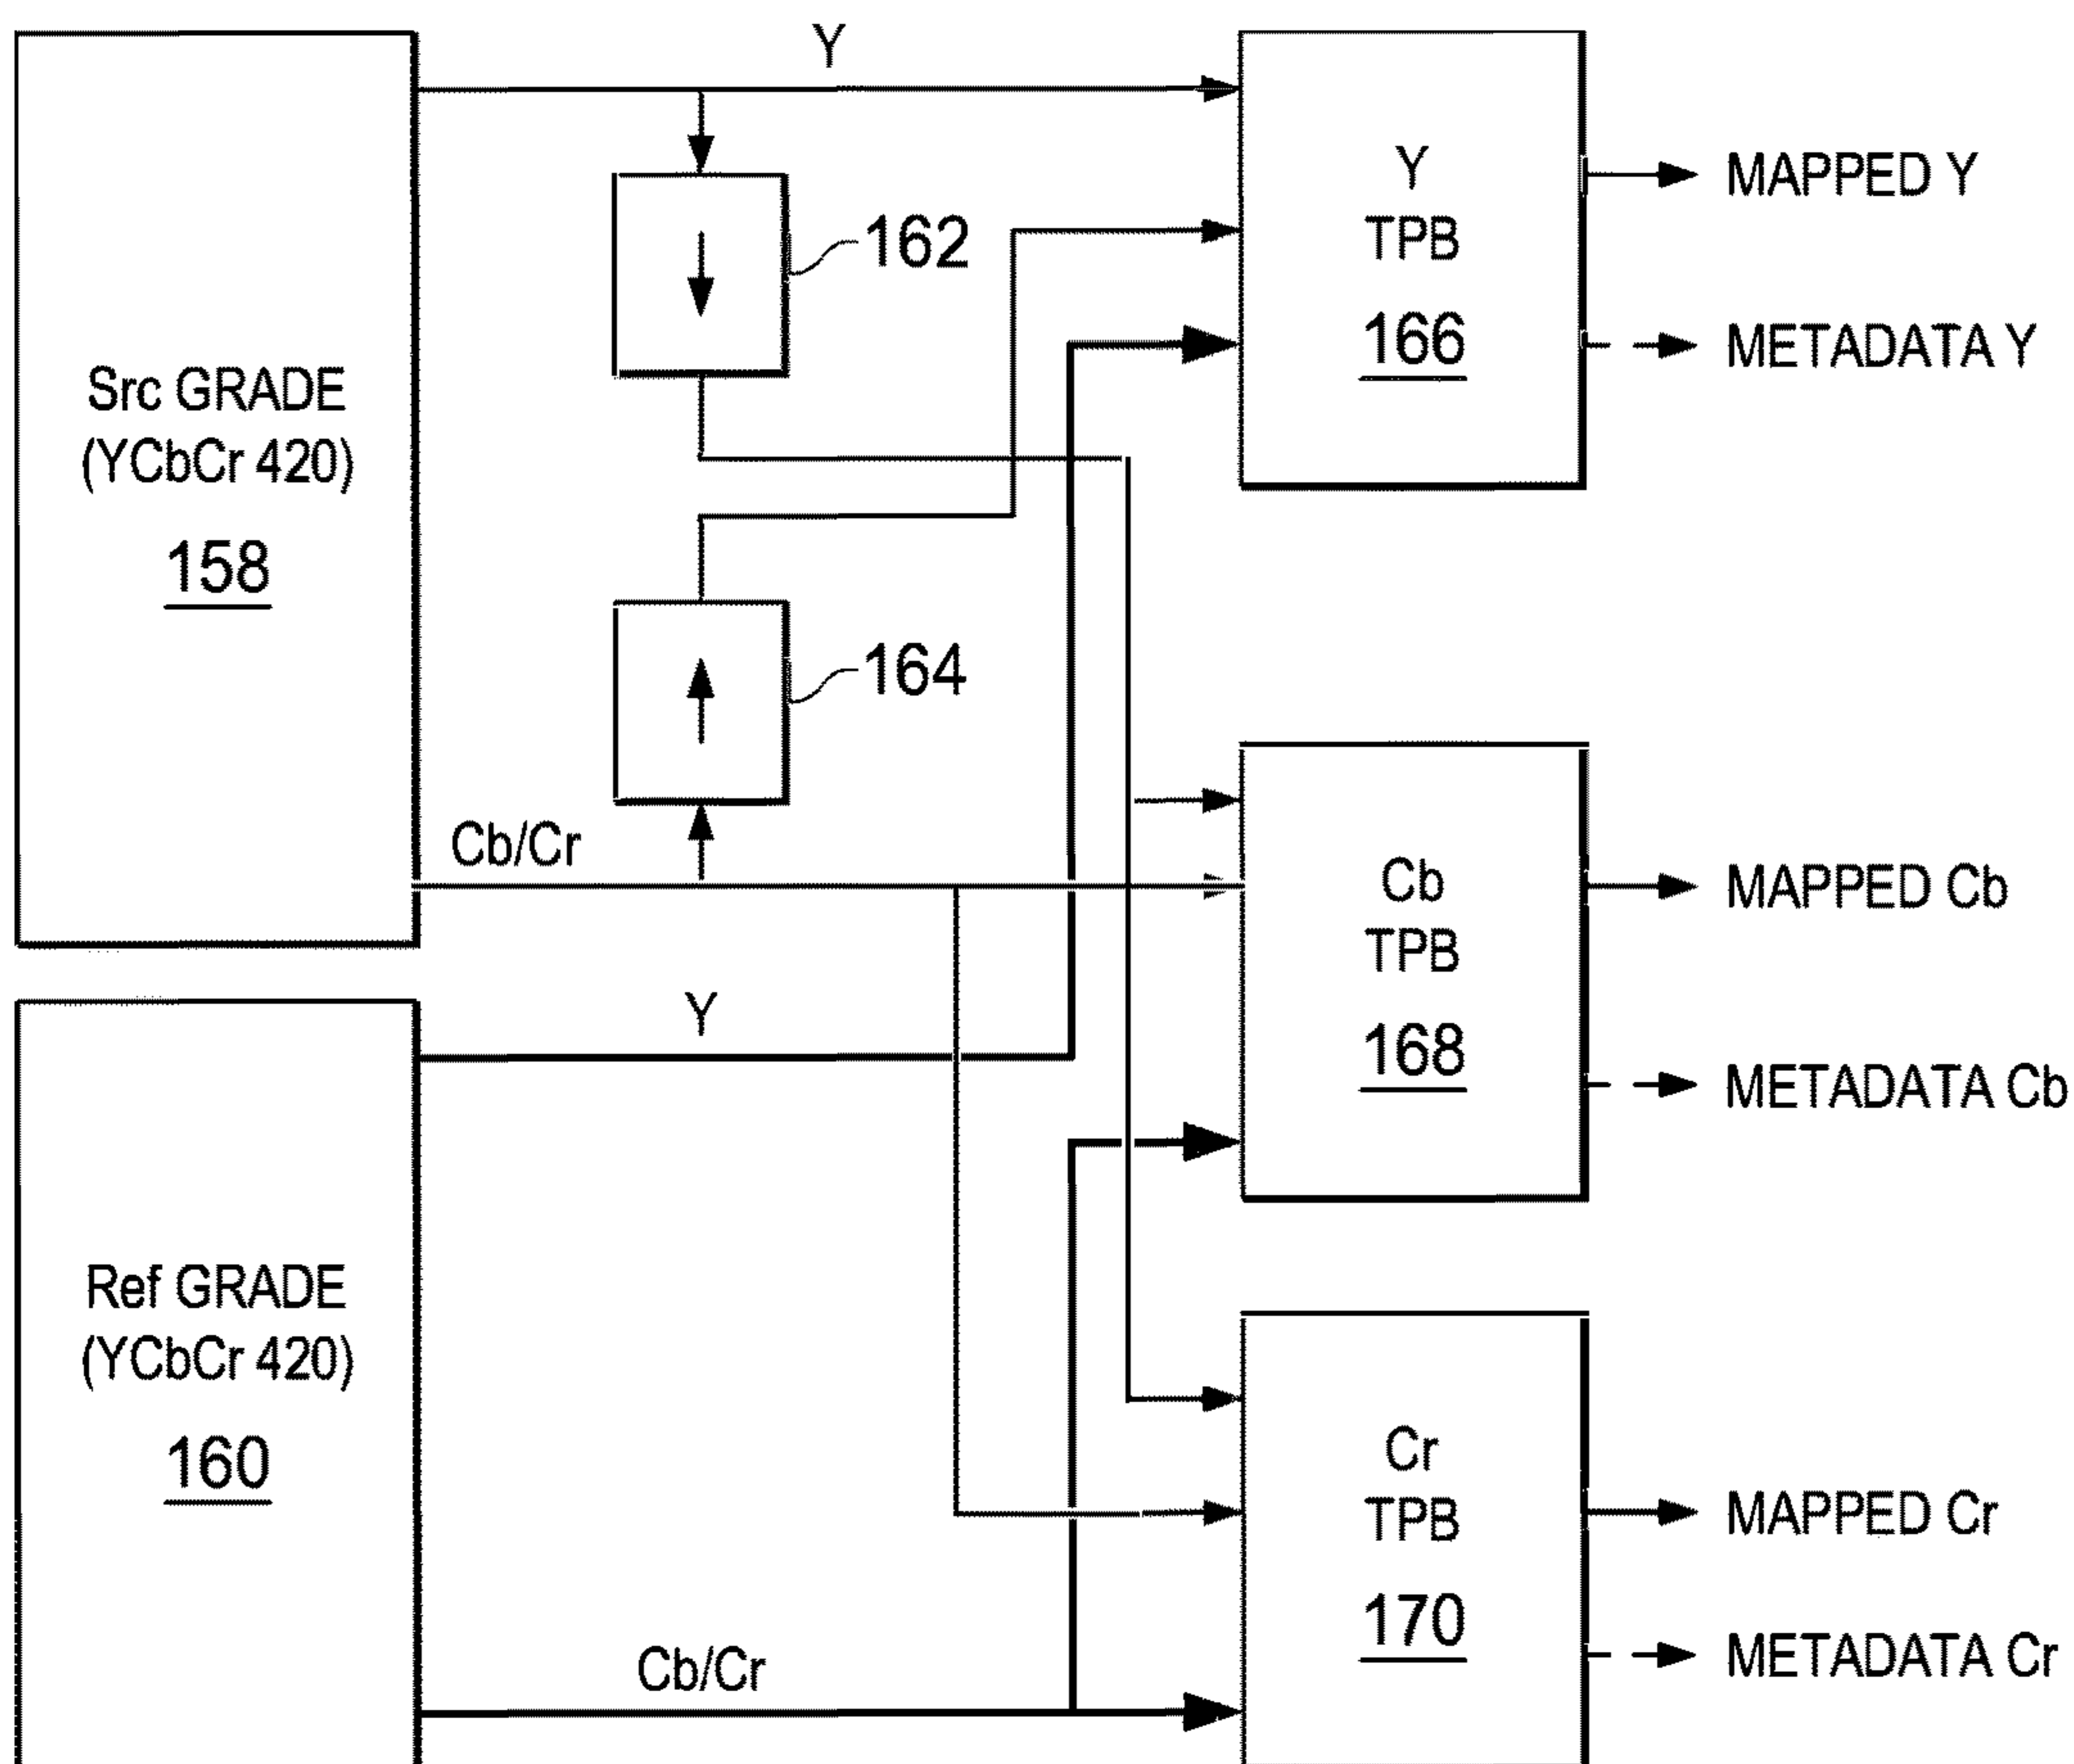 Y
Src GRADE
(YCbCr 420)
158
162
164
Cb/Cr
Y
TPB
166
MAPPED Y
METADATA Y
Cb
TPB
168
MAPPED Cb
METADATA Cb
Y
Ref GRADE
(YCbCr 420)
160
Cb/Cr
Cr
TPB
170
MAPPED Cr
METADATA Cr